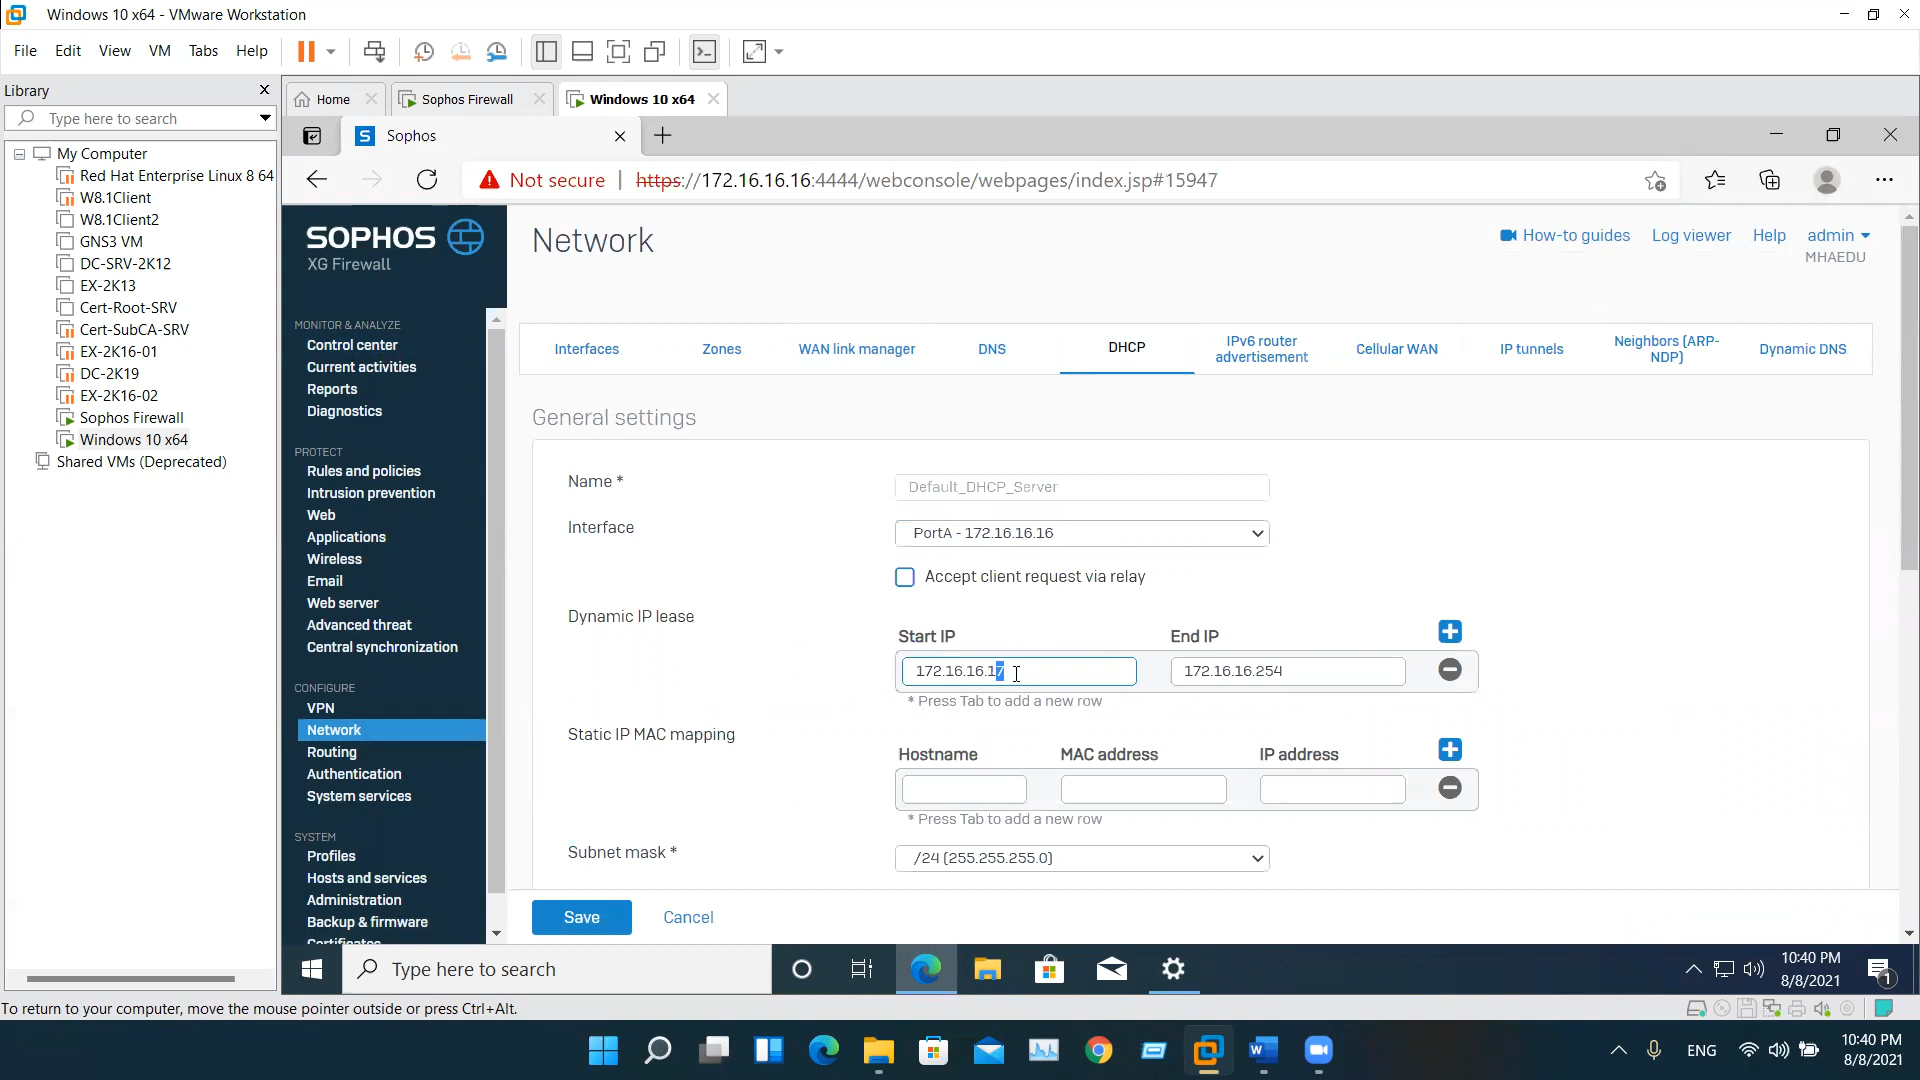 Windows 10 x64 - VMware Workstation
File Edit View VM Tabs Help
Library
Type here to search
My Computer
Red Hat Enterprise Linux 8 64
W8.1Client
W8.1Client2
GNS3 VM
DC-SRV-2K12
EX-2K13
Cert-Root-SRV
Cert-SubCA-SRV
EX-2K16-01
DC-2K19
EX-2K16-02
Sophos Firewall
Windows 10 x64
Shared VMs (Deprecated)
Home
Sophos Firewall
Windows 10 x64
S Sophos
Not secure | https://172.16.16.16:4444/webconsole/webpages/index.jsp#15947
SOPHOS
XG Firewall
MONITOR & ANALYZE
Control center
Current activities
Reports
Diagnostics
PROTECT
Rules and policies
Intrusion prevention
Web
Applications
Wireless
Email
Web server
Advanced threat
Central synchronization
CONFIGURE
VPN
Network
Routing
Authentication
System services
SYSTEM
Profiles
Hosts and services
Administration
Backup & firmware
Certificates
Network
How-to guides Log viewer Help admin
MHAEDU
Interfaces
Zones
WAN link manager
DNS
DHCP
IPv6 router
advertisement
Cellular WAN
IP tunnels
Neighbors (ARP-
NDP)
Dynamic DNS
General settings
Name *
Default_DHCP_Server
Interface
PortA - 172.16.16.16
Accept client request via relay
Dynamic IP lease
Start IP End IP
172.16.16.17 172.16.16.254
* Press Tab to add a new row
Static IP MAC mapping
Hostname MAC address IP address
* Press Tab to add a new row
Subnet mask *
/24 (255.255.255.0)
Save Cancel
Type here to search
10:40 PM
8/8/2021
1
To return to your computer, move the mouse pointer outside or press Ctrl+Alt.
ENG
10:40 PM
8/8/2021